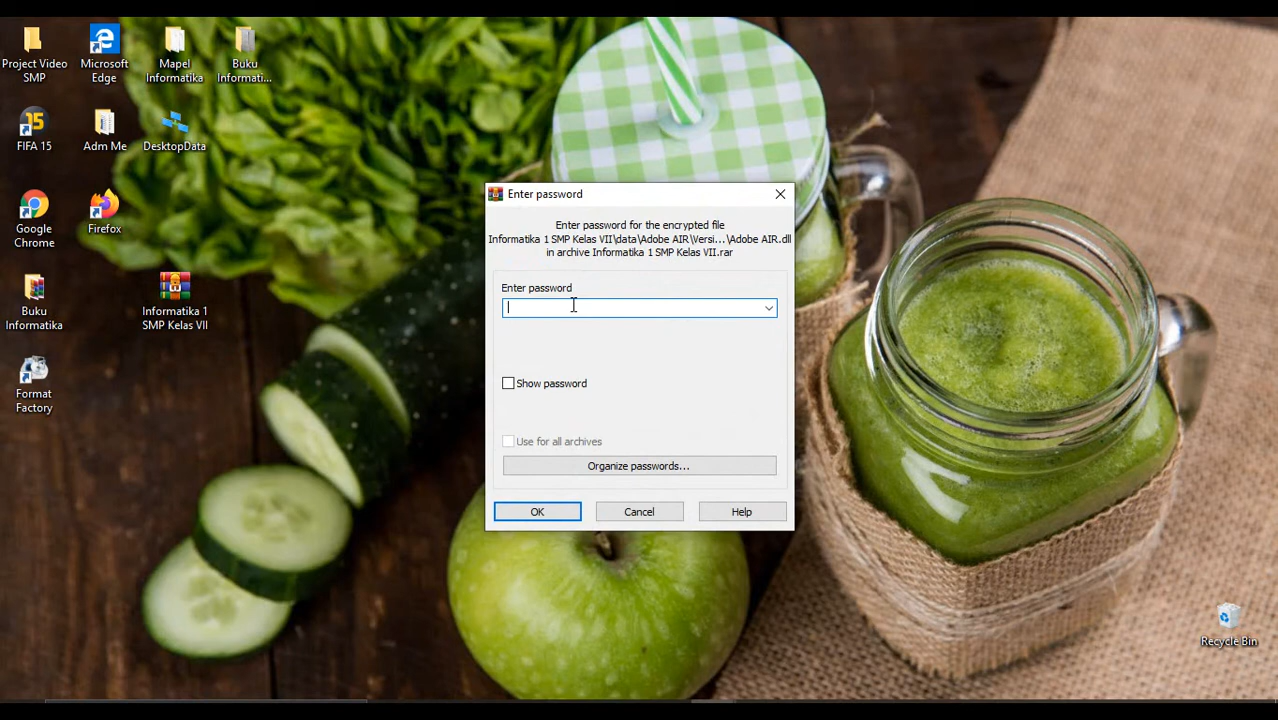 Project Video
SMP
Microsoft
Edge
Mapel
Informatika
Buku
Informati...
15
FIFA 15
Adm Me
DesktopData
Google
Chrome
Firefox
Buku
Informatika
Informatika 1
SMP Kelas VII
Format
Factory
Enter password
Enter password for the encrypted file
Informatika 1 SMP Kelas VII\data\Adobe AIR\Versi...\Adobe AIR.dll
in archive Informatika 1 SMP Kelas VII.rar
Enter password
Show password
Use for all archives
Organize passwords...
OK
Cancel
Help
Recycle Bin